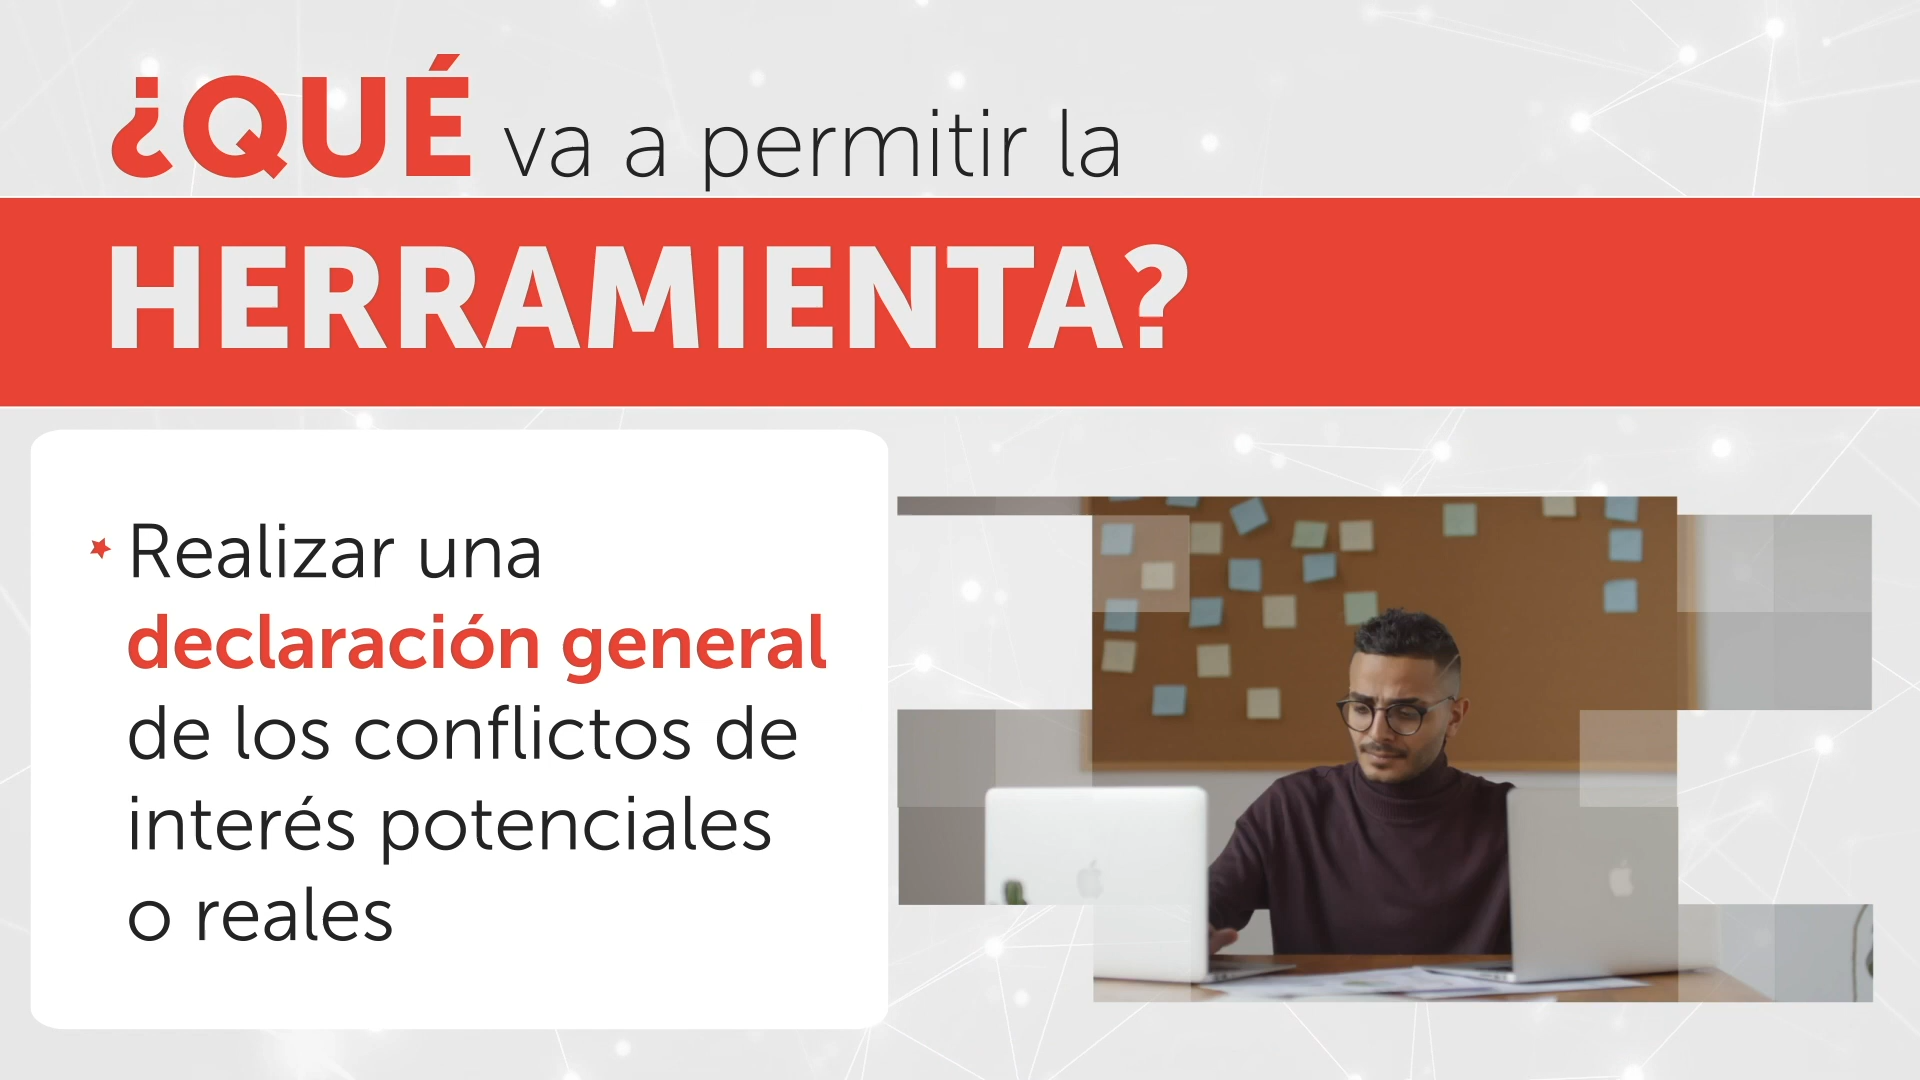 ¿QUÉ va a permitir la
HERRAMIENTA?
Realizar una
declaración general
de los conflictos de
interés potenciales
o reales